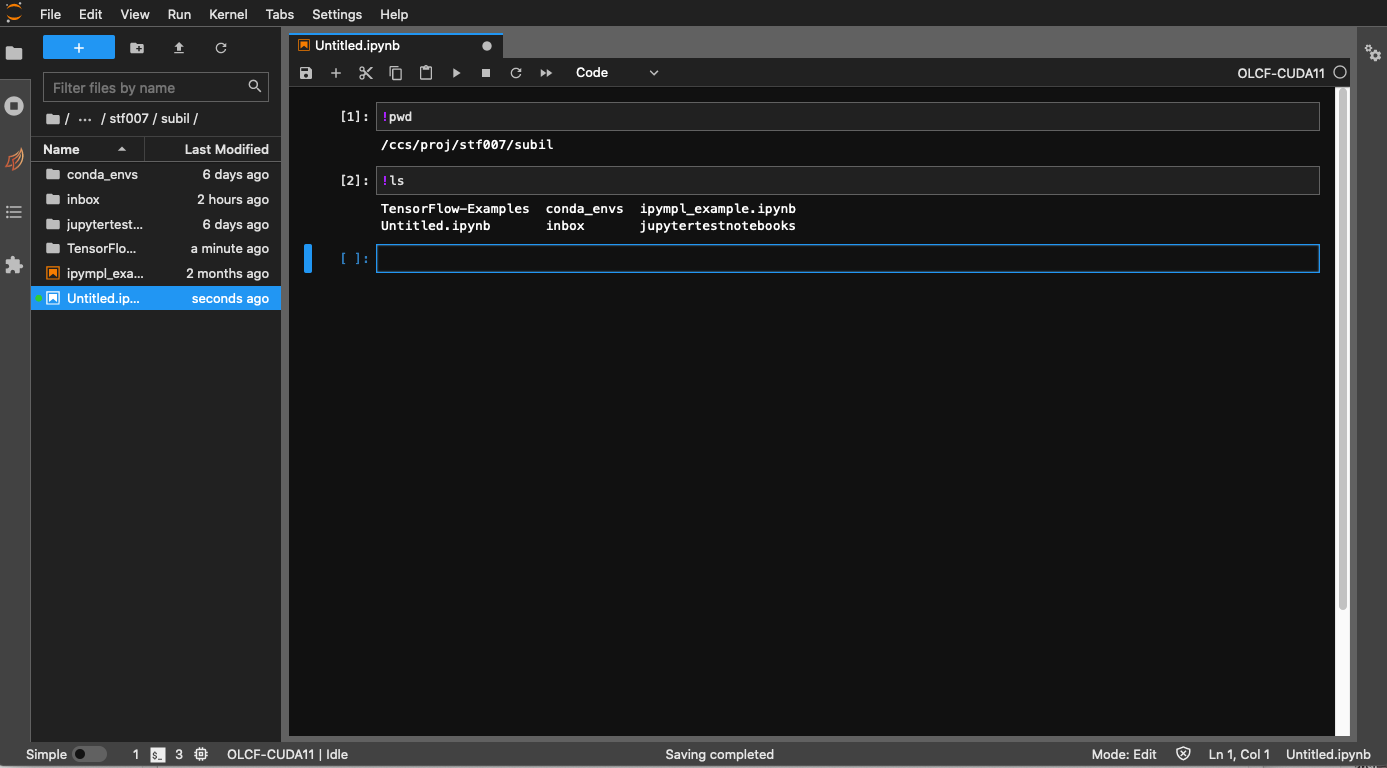 File Edit View Run Kernel Tabs Settings Help
+
Filter files by name
/ ... / stf007 / subil /
Name Last Modified
conda_envs 6 days ago
inbox 2 hours ago
jupytertest... 6 days ago
TensorFlo... a minute ago
ipympl_exa... 2 months ago
Untitled.ip... seconds ago
Untitled.ipynb
Code
OLCF-CUDA11
[1]: !pwd
/ccs/proj/stf007/subil
[2]: !ls
TensorFlow-Examples conda_envs ipympl_example.ipynb
Untitled.ipynb inbox jupytertestnotebooks
[ ]:
Simple 1 $_ 3 OLCF-CUDA11 | Idle Saving completed Mode: Edit Ln 1, Col 1 Untitled.ipynb